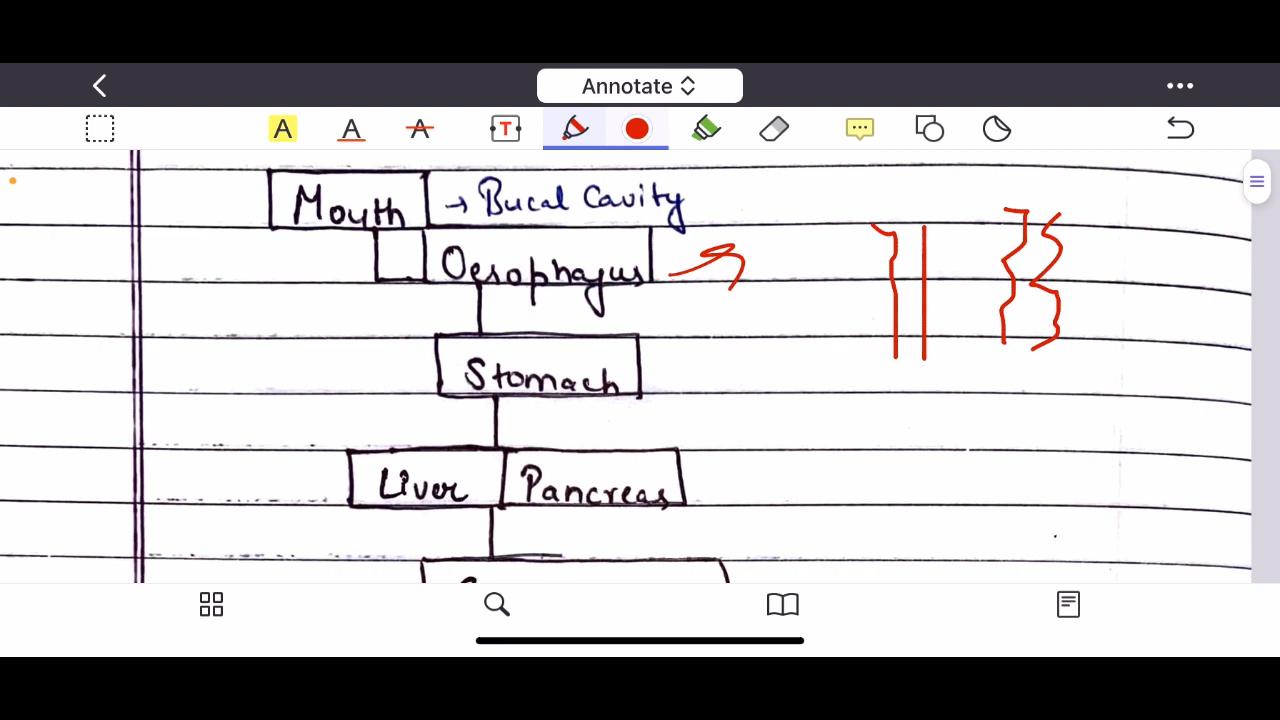 Annotate
A A A T
Mouth → Bucal Cavity
Oesophagus
Stomach
Liver Pancreas